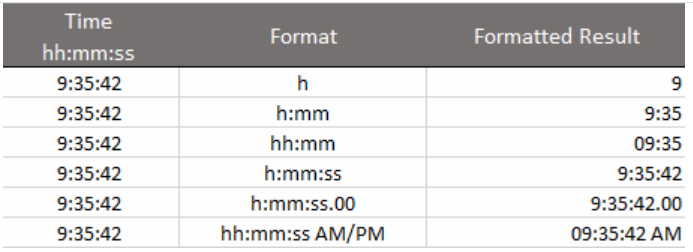 Time
hh:mm:ss Format Formatted Result
9:35:42 h 9
9:35:42 h:mm 9:35
9:35:42 hh:mm 09:35
9:35:42 h:mm:ss 9:35:42
9:35:42 h:mm:ss.00 9:35:42.00
9:35:42 hh:mm:ss AM/PM 09:35:42 AM